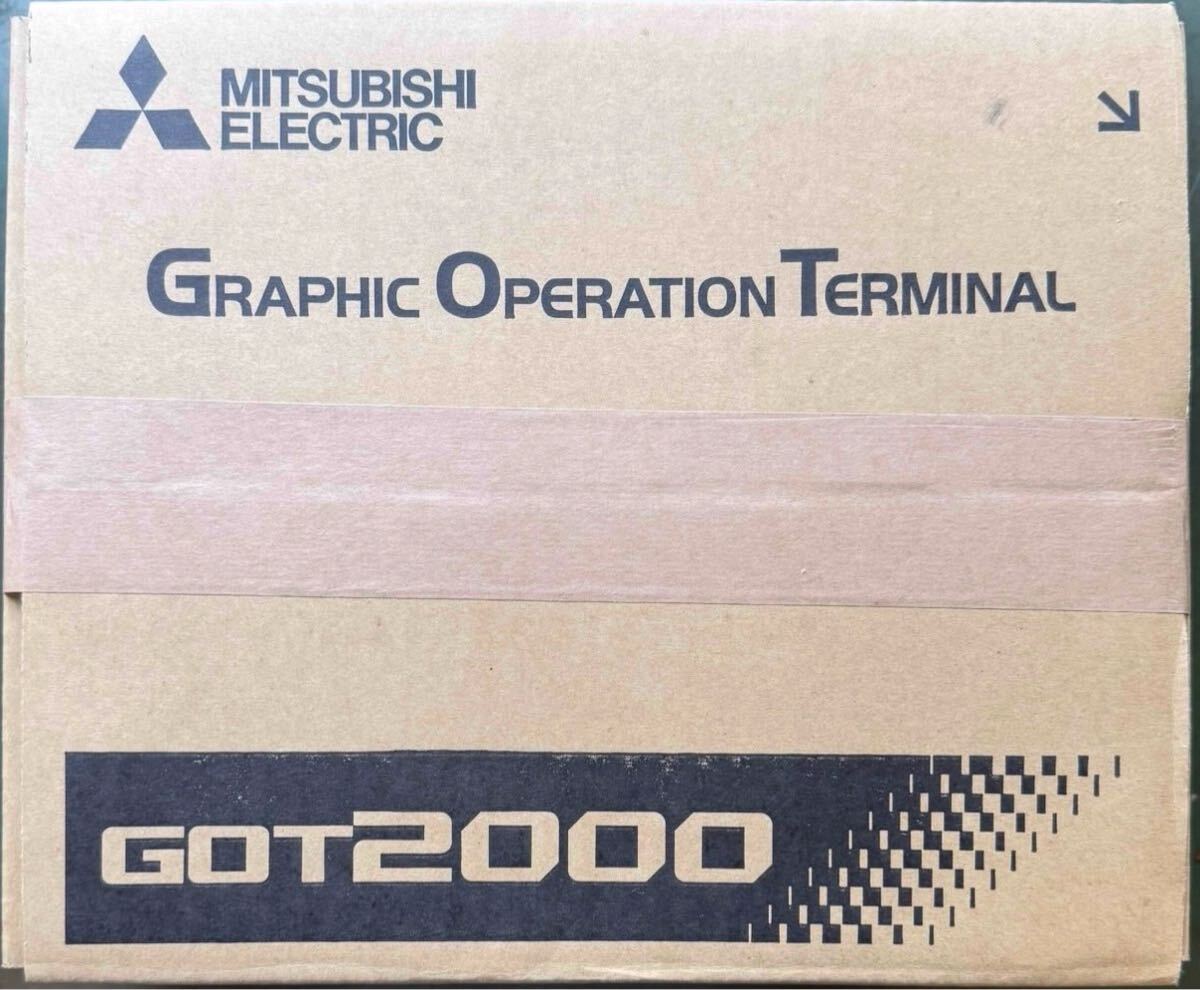 MITSUBISHI
ELECTRIC
GRAPHIC OPERATION TERMINAL
GOT2000